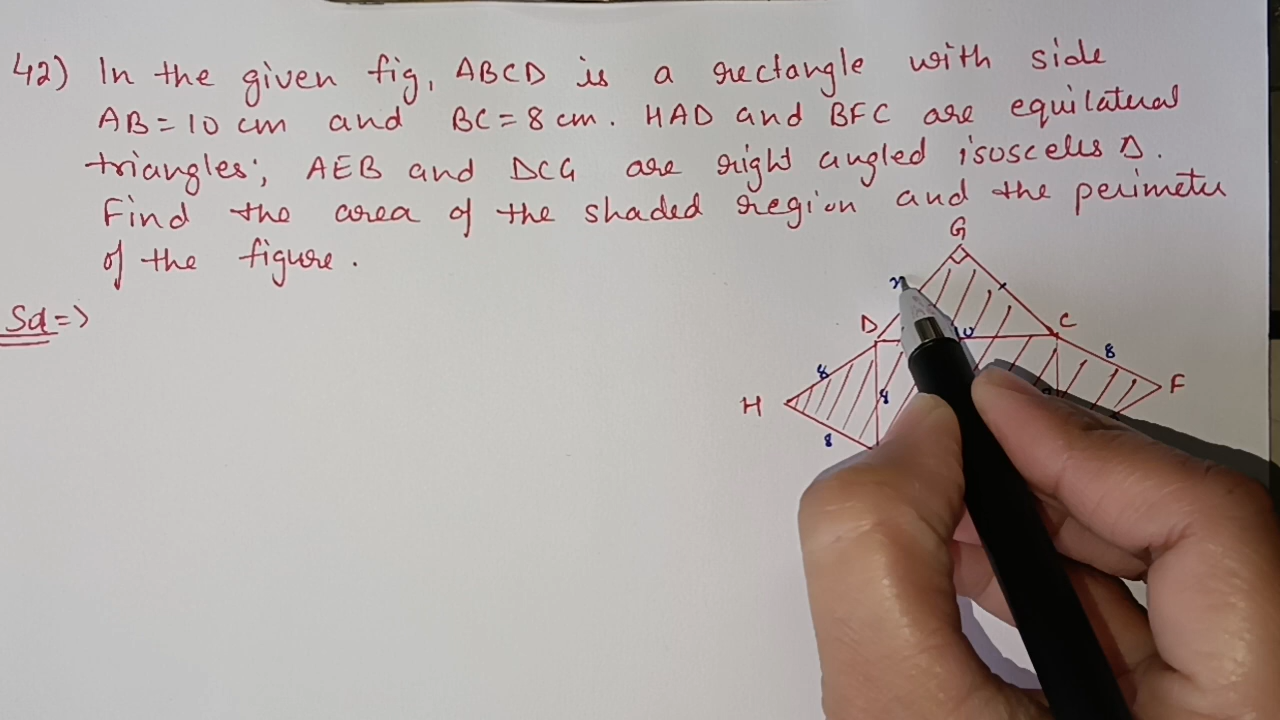 42) In the given fig, ABCD is a rectangle with side
AB = 10 cm and BC = 8 cm. HAD and BFC are equilateral
triangles; AEB and DCG are right angled isosceles Δ.
Find the area of the shaded region and the perimeter
of the figure.
G
Sol =>
x
D
10
C
8
8
H
8
F
8